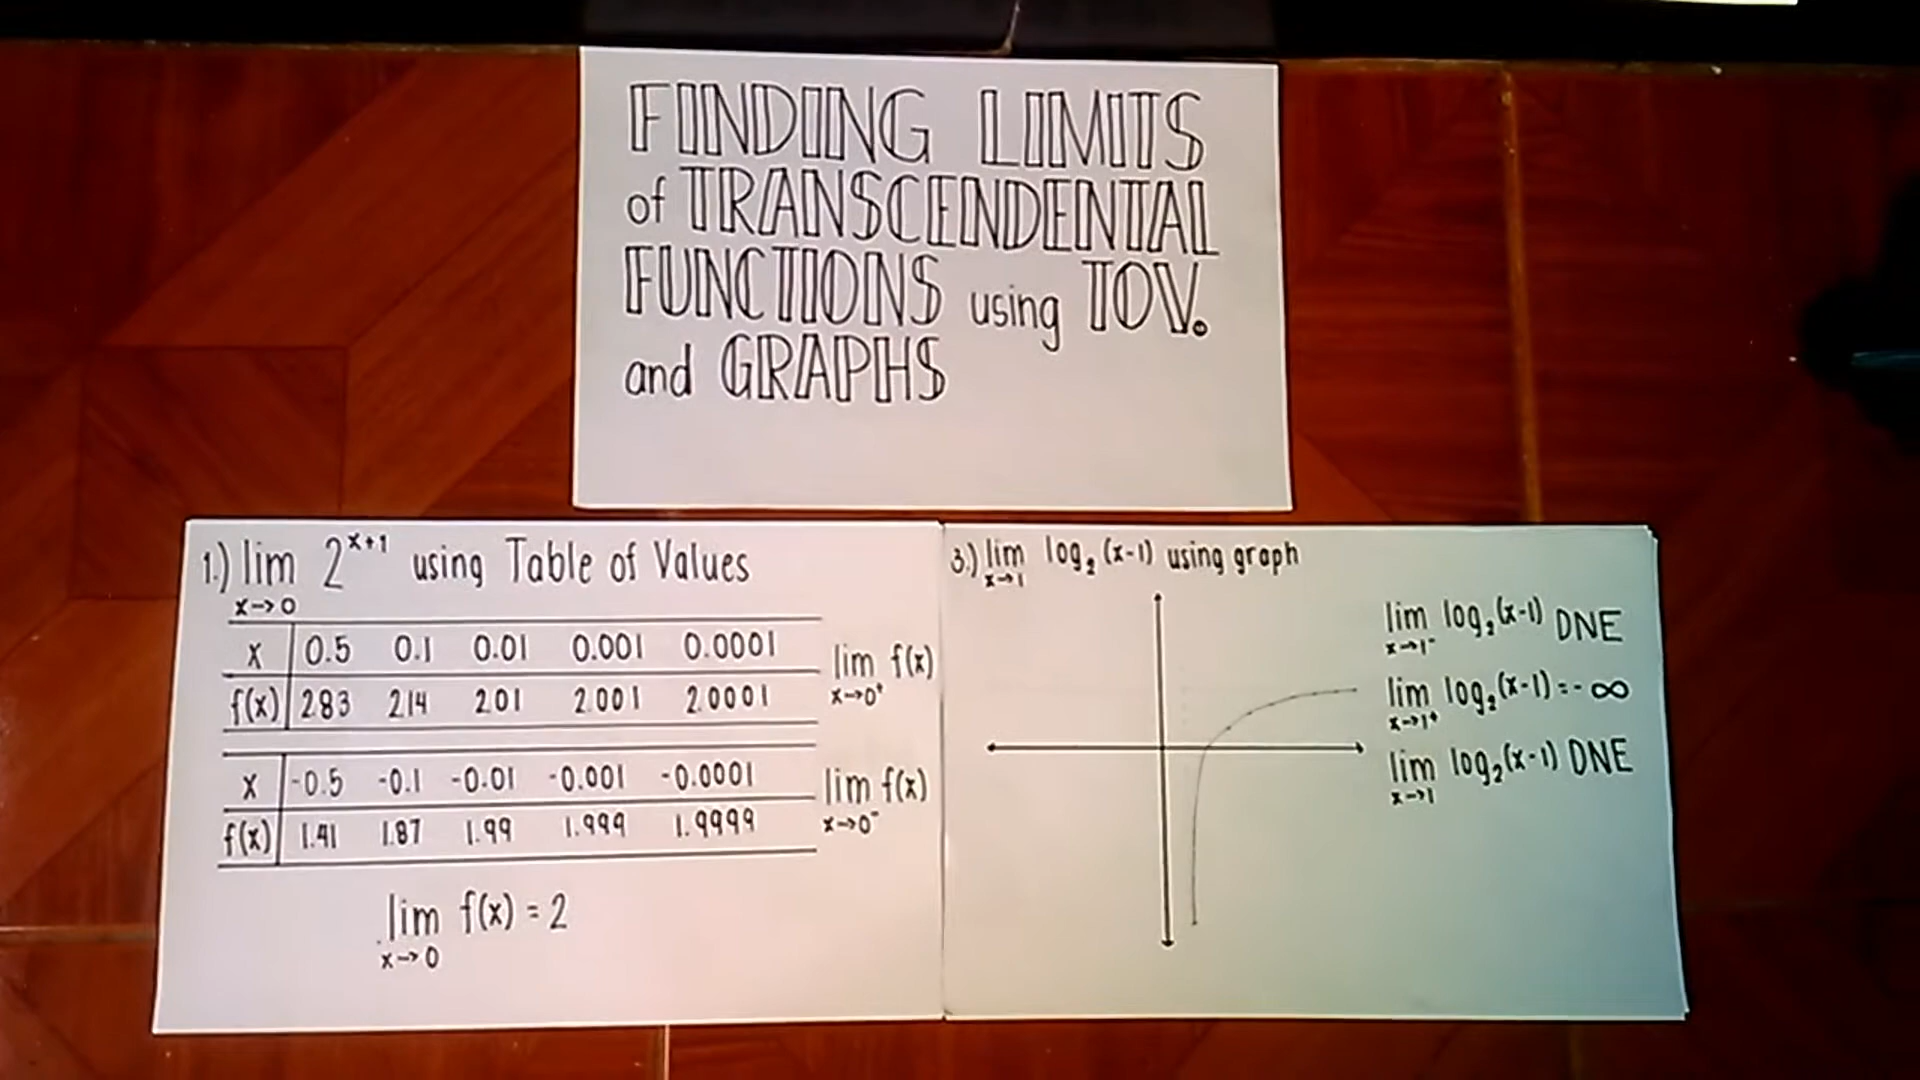 FINDING LIMITS
of TRANSCENDENTAL
FUNCTIONS using TOV.
and GRAPHS
1.) lim 2^x+1 using Table of Values
x→0
x 0.5 0.1 0.01 0.001 0.0001
f(x) 2.83 2.14 2.01 2.001 2.0001
lim f(x)
x→0⁺
x -0.5 -0.1 -0.01 -0.001 -0.0001
f(x) 1.41 1.87 1.99 1.999 1.9999
lim f(x)
x→0⁻
lim f(x) = 2
x→0
3.) lim log₂ (x-1) using graph
x→1
lim log₂(x-1) DNE
x→1⁻
lim log₂(x-1) = -∞
x→1⁺
lim log₂(x-1) DNE
x→1